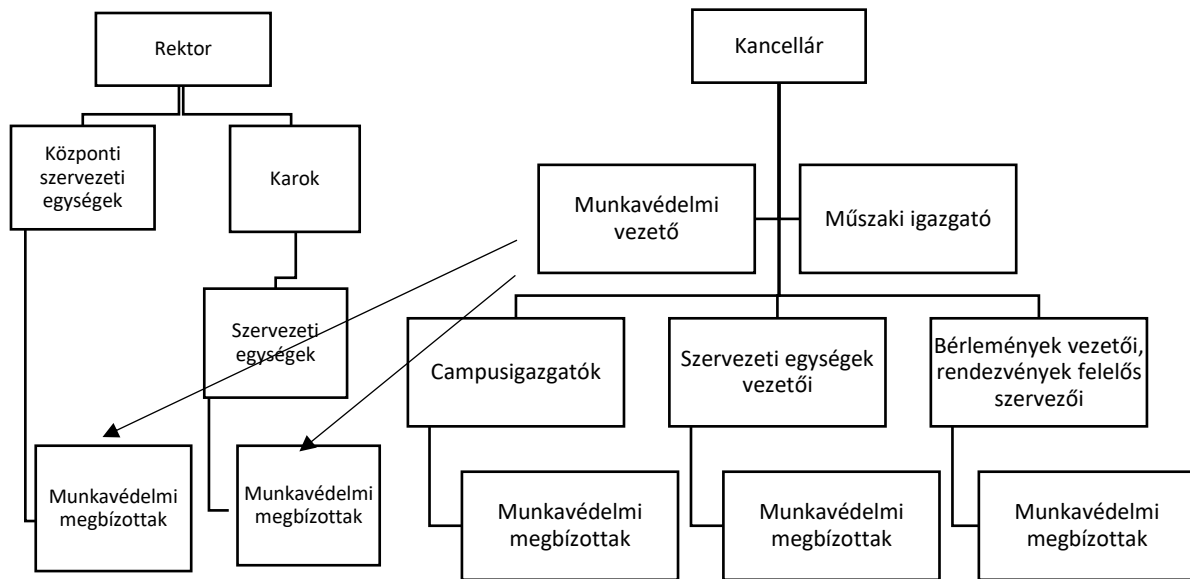 Rektor
Kancellár
Központi
szervezeti
egységek
Karok
Munkavédelmi
vezető
Műszaki igazgató
Szervezeti
egységek
Campusigazgatók
Szervezeti egységek
vezetői
Bérlemények vezetői,
rendezvények felelős
szervezői
Munkavédelmi
megbízottak
Munkavédelmi
megbízottak
Munkavédelmi
megbízottak
Munkavédelmi
megbízottak
Munkavédelmi
megbízottak